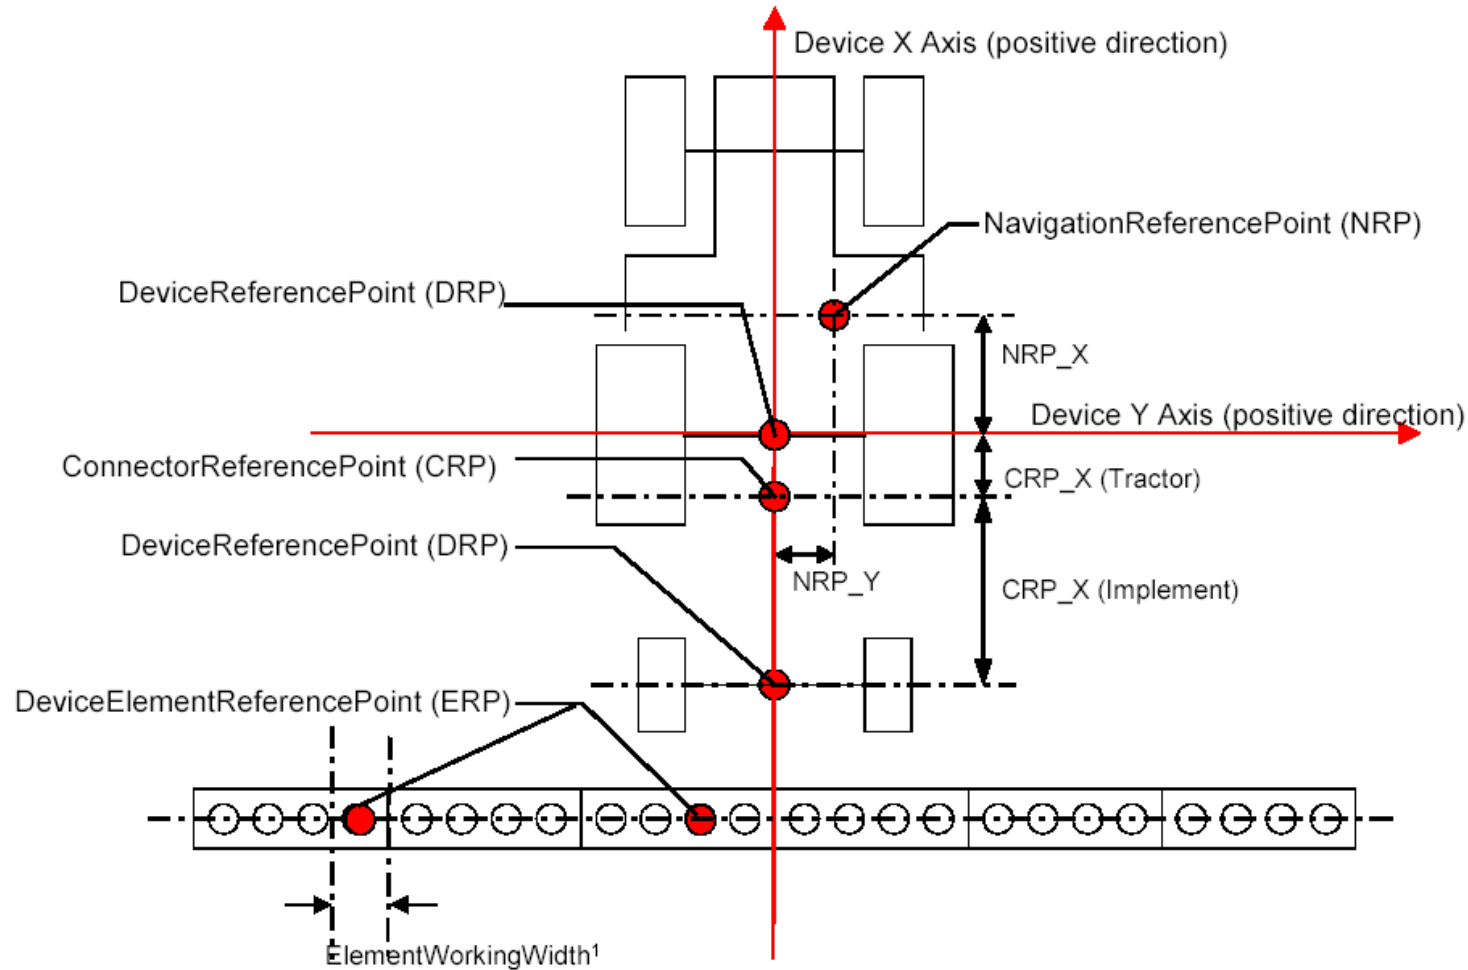 Device X Axis (positive direction)
NavigationReferencePoint (NRP)
DeviceReferencePoint (DRP)
NRP_X
Device Y Axis (positive direction)
ConnectorReferencePoint (CRP)
CRP_X (Tractor)
DeviceReferencePoint (DRP)
NRP_Y
CRP_X (Implement)
DeviceElementReferencePoint (ERP)
ElementWorkingWidth¹